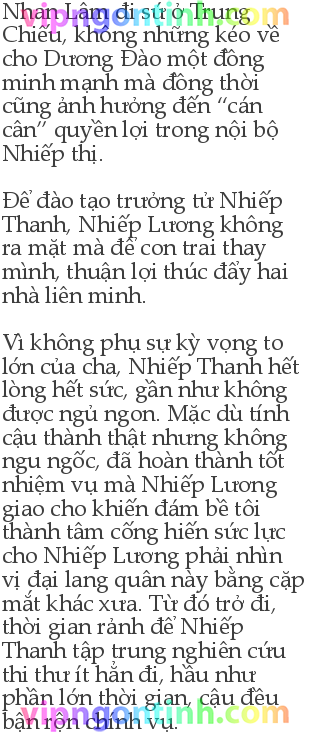 Nhan Lâm đi sứ ở Trung
vipngontinh.com
Chiêu, không những kéo về
cho Dương Đào một đồng
minh mạnh mà đồng thời
cũng ảnh hưởng đến “cán
cân” quyền lợi trong nội bộ
Nhiếp thị.
Để đào tạo trưởng tử Nhiếp
Thanh, Nhiếp Lương không
ra mặt mà để con trai thay
mình, thuận lợi thúc đẩy hai
nhà liên minh.
Vì không phụ sự kỳ vọng to
lớn của cha, Nhiếp Thanh hết
lòng hết sức, gần như không
được ngủ ngon. Mặc dù tính
cậu thành thật nhưng không
ngu ngốc, đã hoàn thành tốt
nhiệm vụ mà Nhiếp Lương
giao cho khiến đám bề tôi
thành tâm cống hiến sức lực
cho Nhiếp Lương phải nhìn
vị đại lang quân này bằng cặp
mắt khác xưa. Từ đó trở đi,
thời gian rảnh để Nhiếp
Thanh tập trung nghiên cứu
thi thư ít hẳn đi, hầu như
phần lớn thời gian, cậu đều
vipngontinh.com
bận rộn chính vụ.